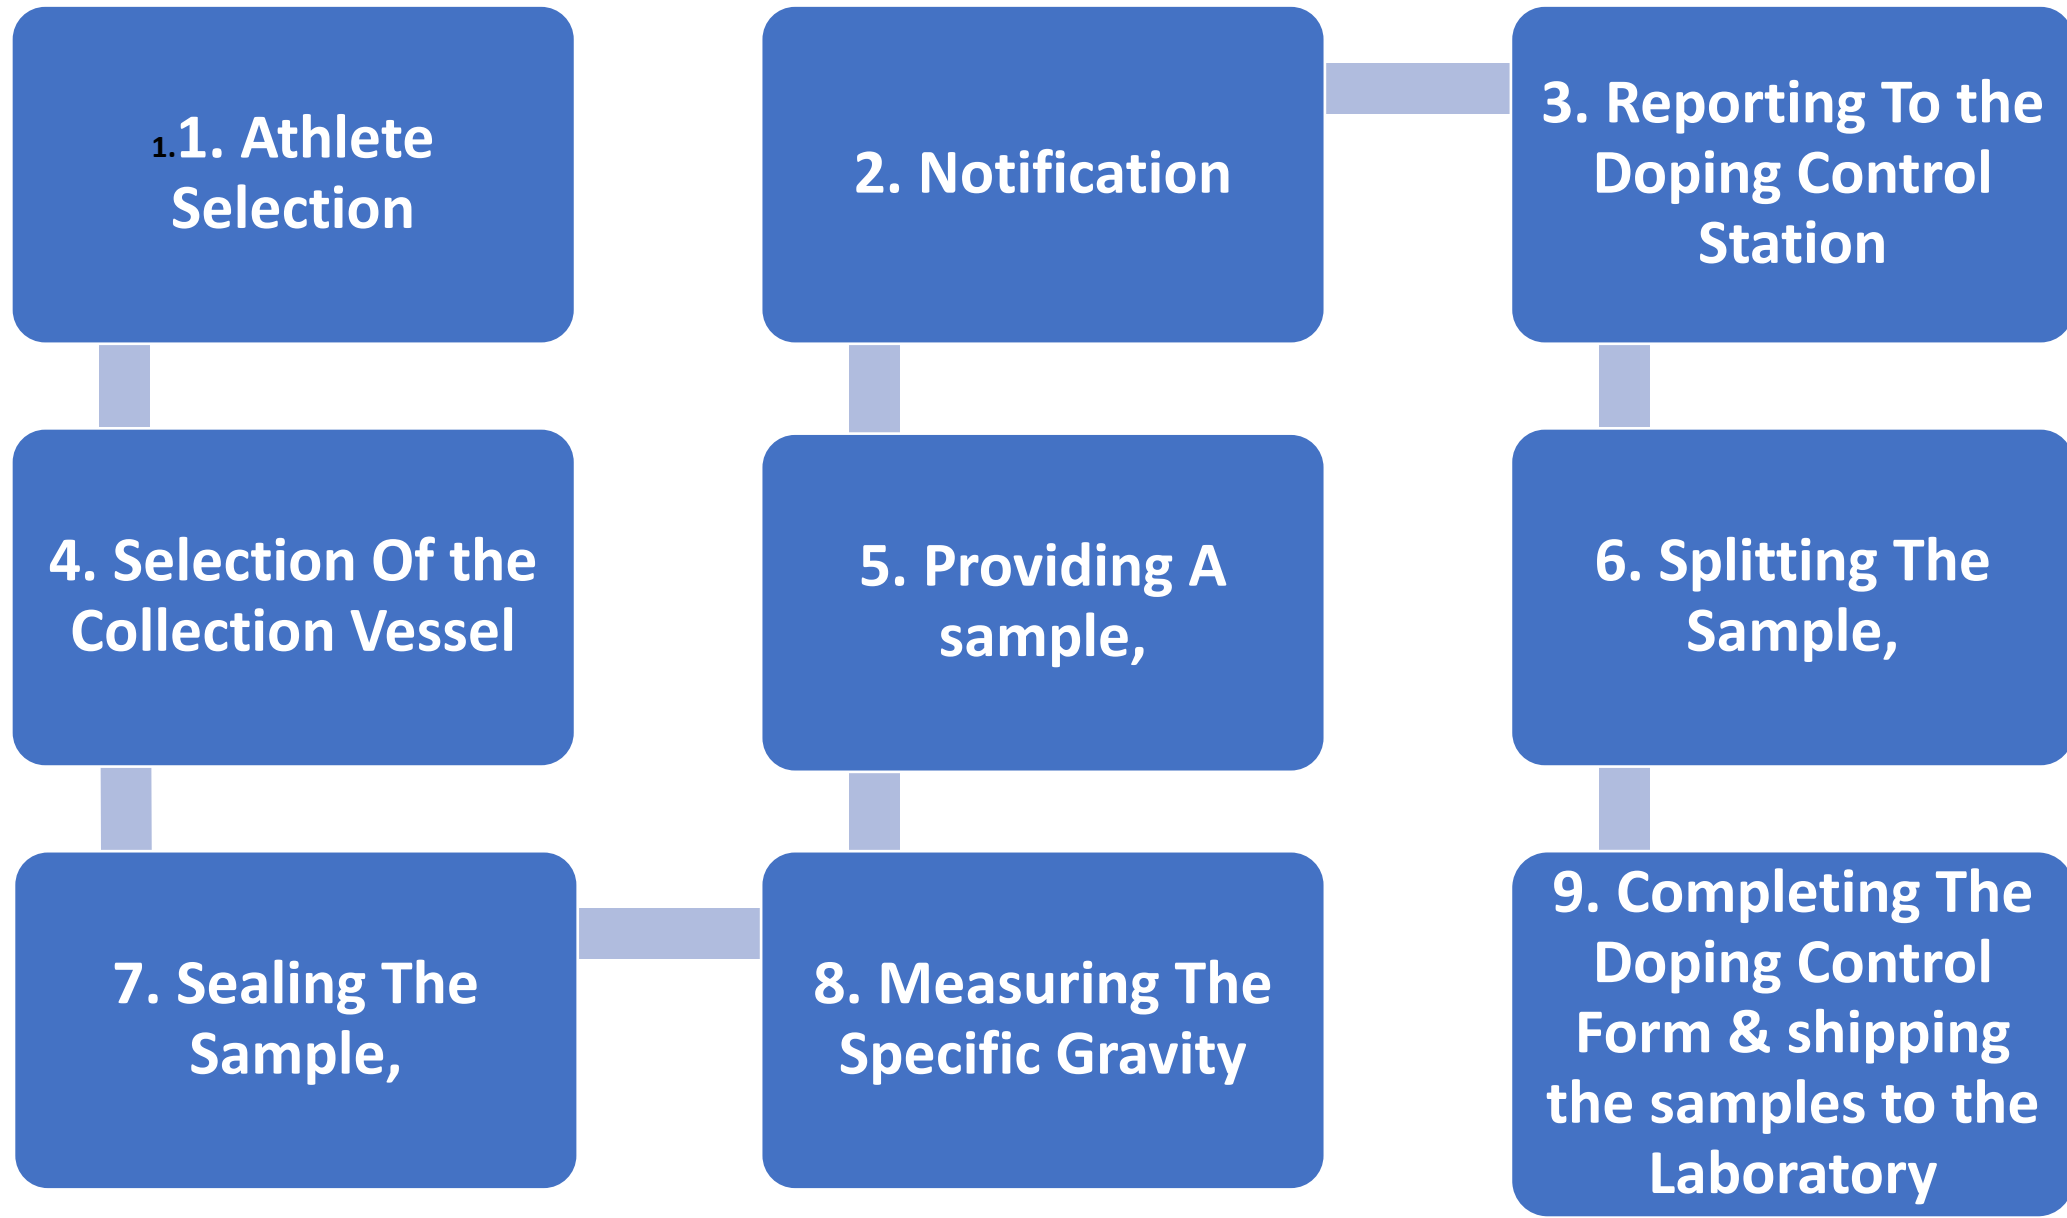 1.1. Athlete
Selection
2. Notification
3. Reporting To the
Doping Control
Station
4. Selection Of the
Collection Vessel
5. Providing A
sample,
6. Splitting The
Sample,
7. Sealing The
Sample,
8. Measuring The
Specific Gravity
9. Completing The
Doping Control
Form & shipping
the samples to the
Laboratory